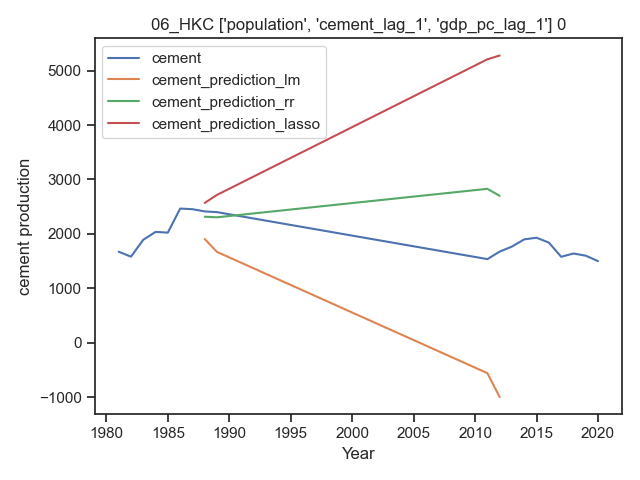 06_HKC ['population', 'cement_lag_1', 'gdp_pc_lag_1'] 0
cement
cement_prediction_lm
cement_prediction_rr
cement_prediction_lasso
cement production
5000
4000
3000
2000
1000
0
−1000
1980 1985 1990 1995 2000 2005 2010 2015 2020
Year